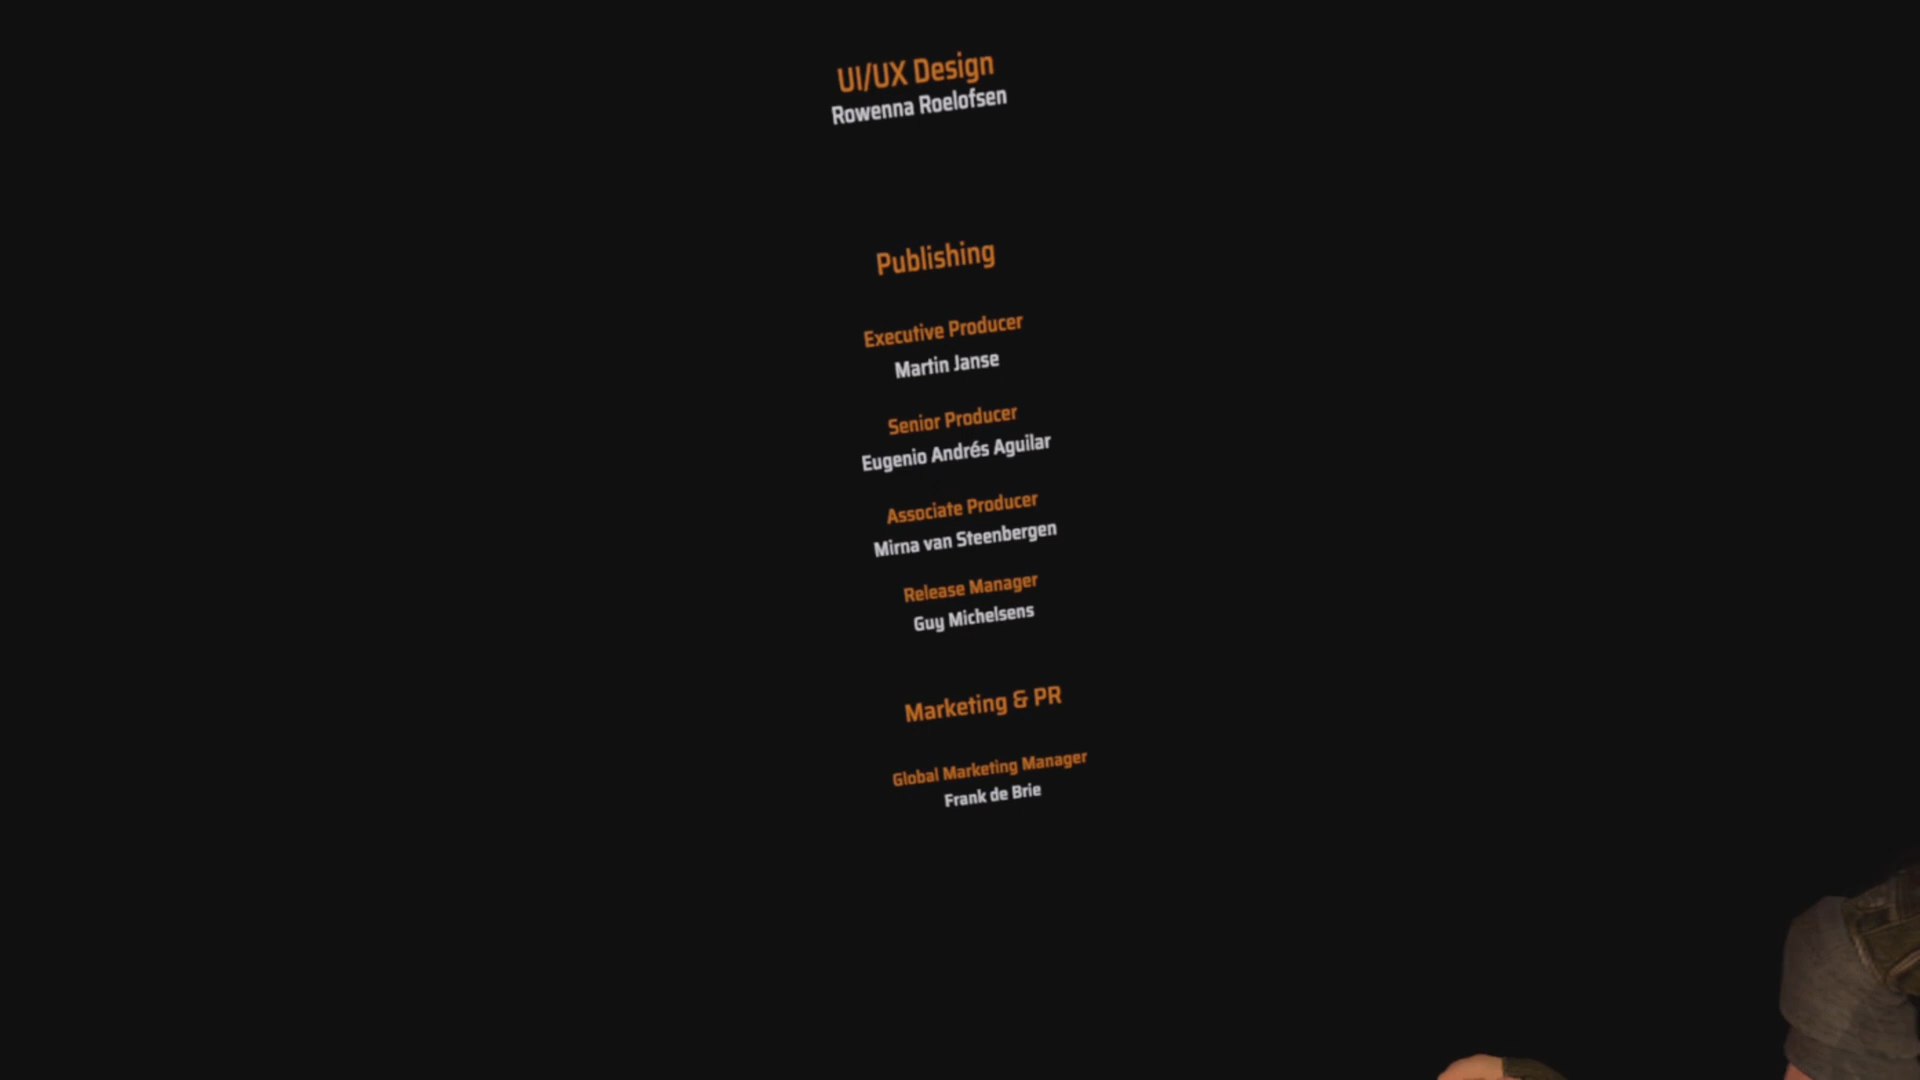 UI/UX Design
Rowenna Roelofsen
Publishing
Executive Producer
Martin Janse
Senior Producer
Eugenio Andrés Aguilar
Associate Producer
Mirna van Steenbergen
Release Manager
Guy Michelsens
Marketing & PR
Global Marketing Manager
Frank de Brie